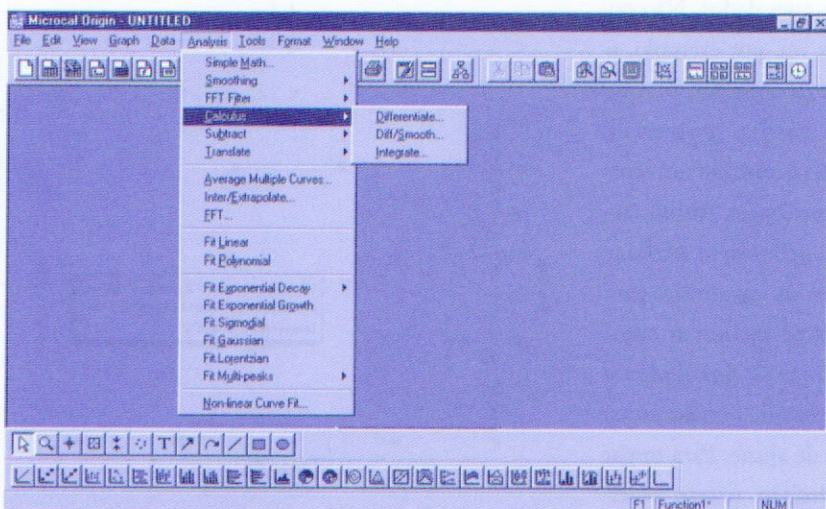 Microcal Origin - UNTITLED
File Edit View Graph Data Analysis Tools Format Window Help
Simple Math...
Smoothing
FFT Filter
Calculus
Differentiate...
Subtract
Diff/Smooth...
Translate
Integrate...
Average Multiple Curves...
Inter/Extrapolate...
FFT...
Fit Linear
Fit Polynomial
Fit Exponential Decay
Fit Exponential Growth
Fit Sigmoidal
Fit Gaussian
Fit Lorentzian
Fit Multi-peaks
Non-linear Curve Fit...
T
F1 Function1* NUM